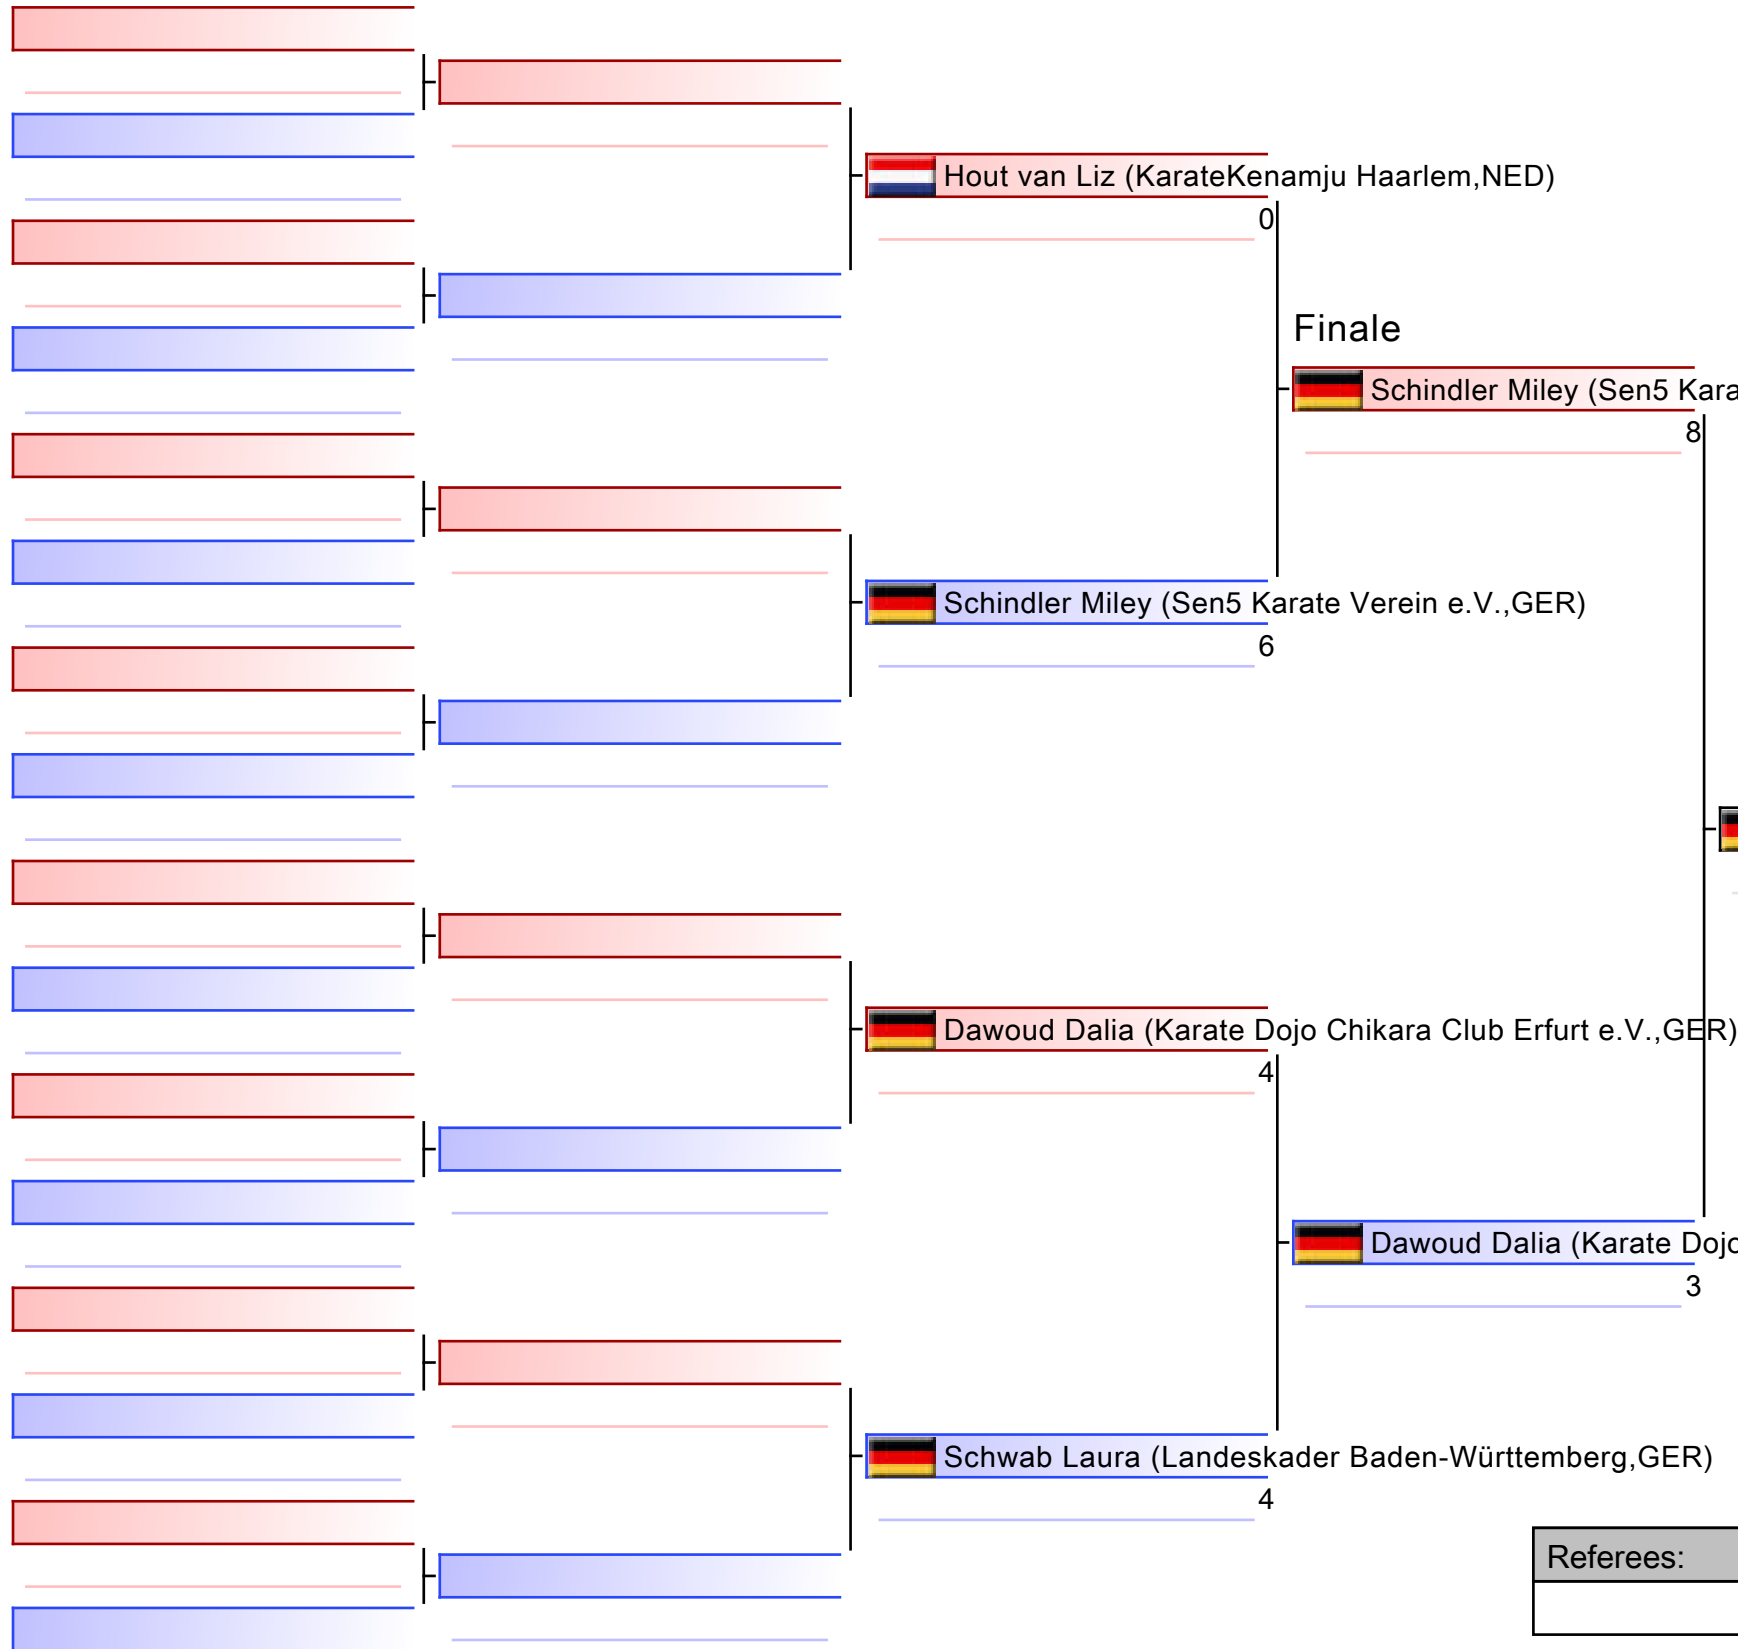 Hout van Liz (KarateKenamju Haarlem,NED)
0
Finale
Schindler Miley (Sen5 Kara
8
Schindler Miley (Sen5 Karate Verein e.V.,GER)
6
Dawoud Dalia (Karate Dojo Chikara Club Erfurt e.V.,GER)
4
Dawoud Dalia (Karate Dojo
3
Schwab Laura (Landeskader Baden-Württemberg,GER)
4
Referees: